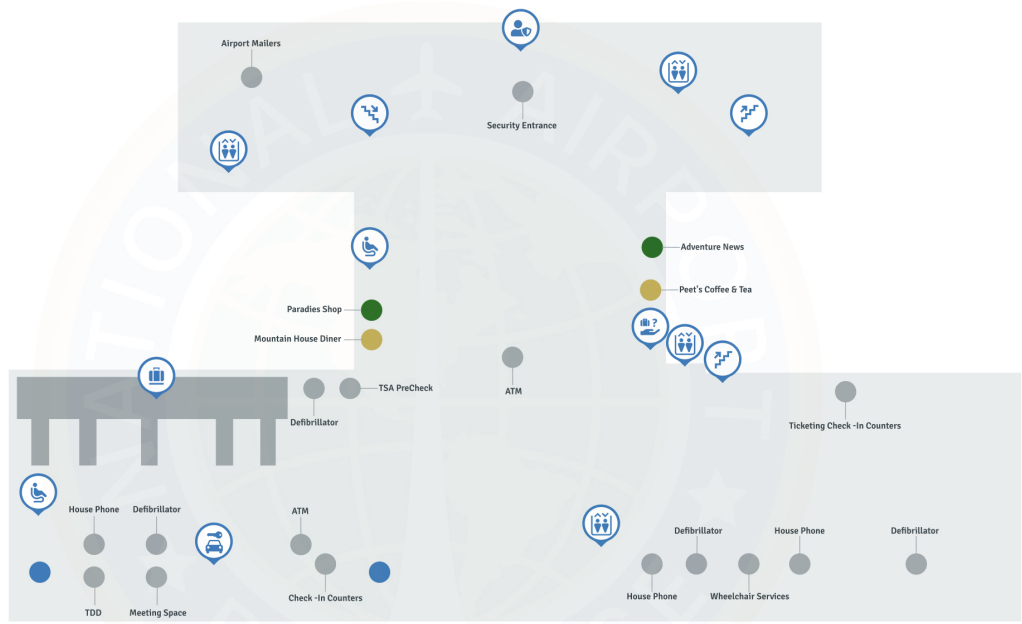 Airport Mailers
Security Entrance
Adventure News
Peet's Coffee & Tea
Paradies Shop
Mountain House Diner
?
TSA PreCheck
ATM
Defibrillator
Ticketing Check -In Counters
House Phone
Defibrillator
ATM
Defibrillator
House Phone
Defibrillator
Check -In Counters
House Phone
Wheelchair Services
TDD
Meeting Space
NATIONAL AIRPORT